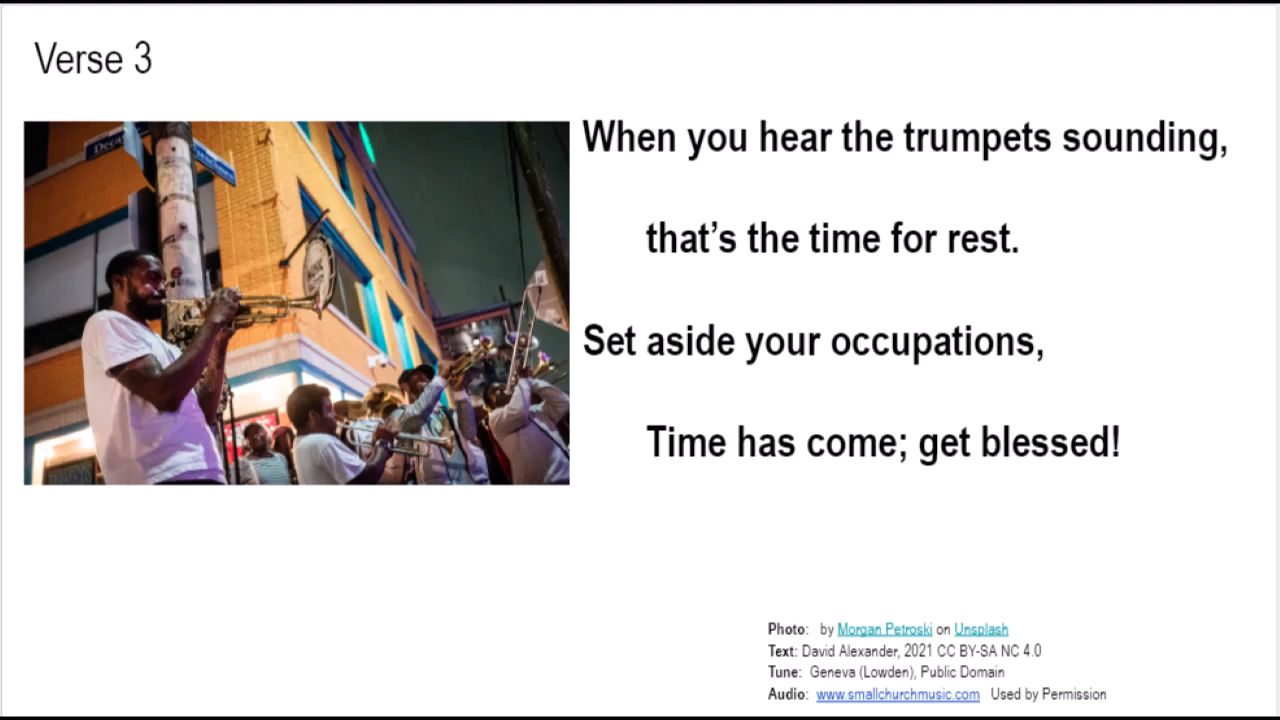 Verse 3
When you hear the trumpets sounding,
that’s the time for rest.
Set aside your occupations,
Time has come; get blessed!
Photo: by Morgan Petroski on Unsplash
Text: David Alexander, 2021 CC BY-SA NC 4.0
Tune: Geneva (Lowden), Public Domain
Audio: www.smallchurchmusic.com Used by Permission